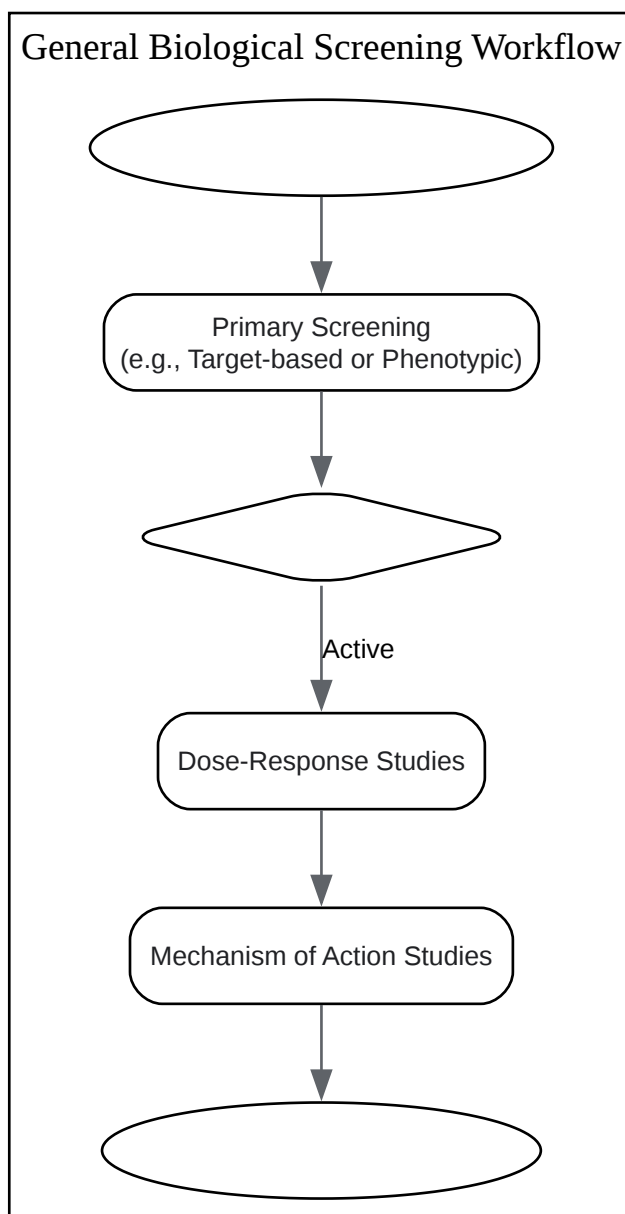 General Biological Screening Workflow
Primary Screening
(e.g., Target-based or Phenotypic)
Active
Dose-Response Studies
Mechanism of Action Studies